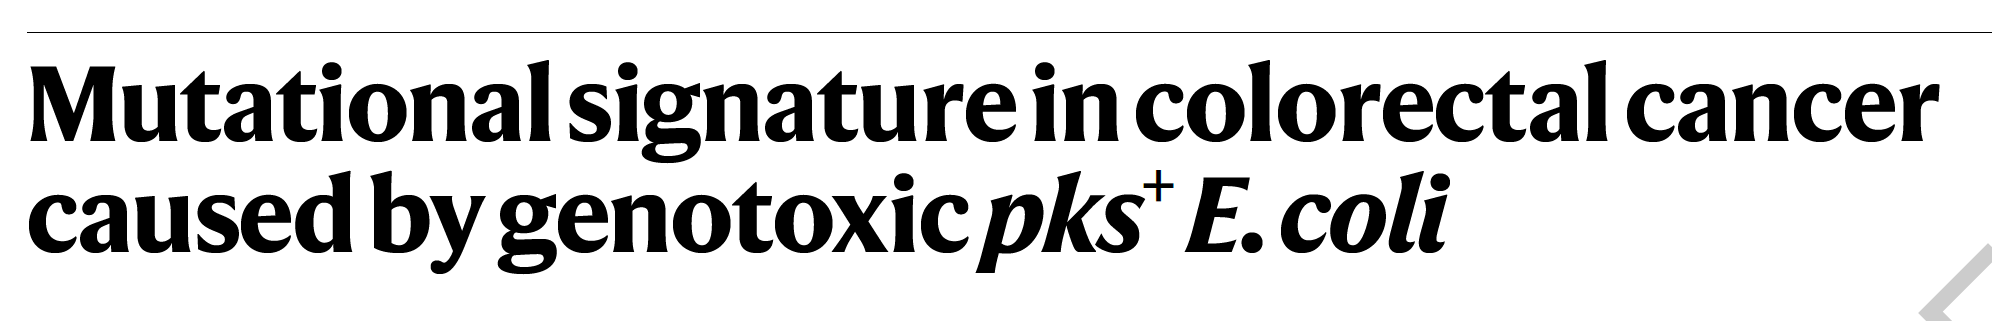 Mutational signature in colorectal cancer
caused by genotoxic pks⁺ E. coli